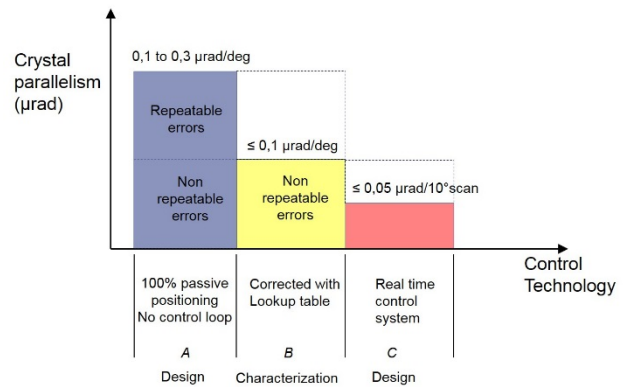 Crystal
parallelism
(µrad)
0,1 to 0,3 µrad/deg
Repeatable
errors
≤ 0,1 µrad/deg
Non
repeatable
errors
Non
repeatable
errors
≤ 0,05 µrad/10°scan
Control
Technology
100% passive
positioning
No control loop
Corrected with
Lookup table
Real time
control
system
A
B
C
Design
Characterization
Design